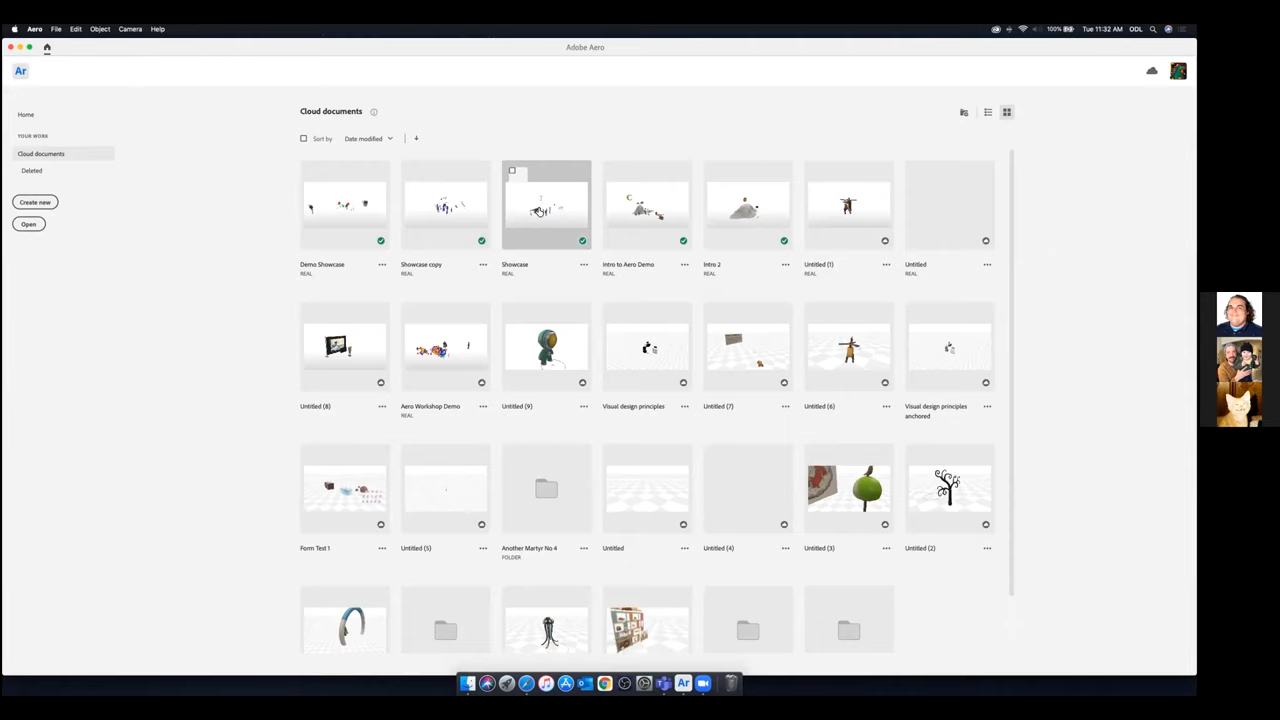 Aero File Edit Object Camera Help
100% Tue 11:32 AM ODL
Adobe Aero
Ar
Cloud documents
Home
Sort by Date modified
YOUR WORK
Cloud documents
Deleted
Create new
Open
Demo Showcase Showcase copy Showcase Intro to Aero Demo Intro 2 Untitled (1) Untitled
REAL REAL REAL REAL REAL REAL REAL
Untitled (8) Aero Workshop Demo Untitled (9) Visual design principles Untitled (7) Untitled (6) Visual design principles
REAL anchored
Form Test 1 Untitled (5) Another Martyr No 4 Untitled Untitled (4) Untitled (3) Untitled (2)
FOLDER
Ar